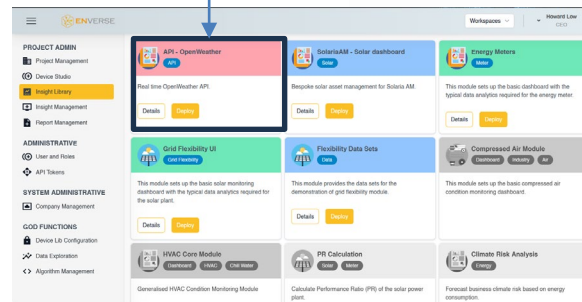 ENVERSE
Workspaces
Howard Low
CEO
PROJECT ADMIN
Project Management
Device Studio
Insight Library
Insight Management
Report Management
ADMINISTRATIVE
User and Roles
API Tokens
SYSTEM ADMINISTRATIVE
Company Management
GOD FUNCTIONS
Device Lib Configuration
Data Exploration
Algorithm Management
API - OpenWeather
API
Real time OpenWeather API.
Details Deploy
SolarisAM - Solar dashboard
Solar
Bespoke solar asset management for Solaris AM.
Details Deploy
Energy Meters
Meter
This module sets up the basic dashboard with the
typical data analytics required for the energy meter.
Details Deploy
Grid Flexibility UI
Grid Flexibility
This module sets up the basic solar monitoring
dashboard with the typical data analytics required for
the solar plant.
Details Deploy
Flexibility Data Sets
Data
This module provides the data sets for the
demonstration of grid flexibility module.
Details Deploy
Compressed Air Module
Dashboard Industry Air
This module sets up the basic compressed air
condition monitoring dashboard.
HVAC Core Module
Dashboard HVAC Chill Water
Generalised HVAC Condition Monitoring Module
PR Calculation
Solar Meter
Calculate Performance Ratio (PR) of the solar power
plant.
Climate Risk Analysis
Energy
Forecast business climate risk based on energy
consumption.